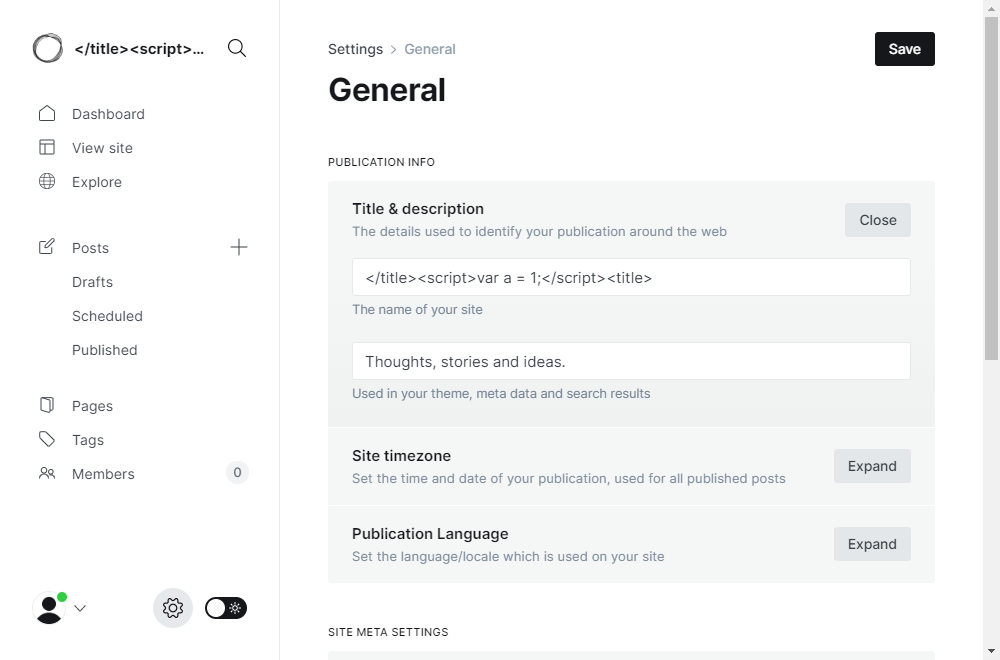 </title><script>...
Dashboard
View site
Explore
Posts
Drafts
Scheduled
Published
Pages
Tags
Members 0
Settings > General
Save
General
PUBLICATION INFO
Title & description
The details used to identify your publication around the web
Close
</title><script>var a = 1;</script><title>
The name of your site
Thoughts, stories and ideas.
Used in your theme, meta data and search results
Site timezone
Set the time and date of your publication, used for all published posts
Expand
Publication Language
Set the language/locale which is used on your site
Expand
SITE META SETTINGS